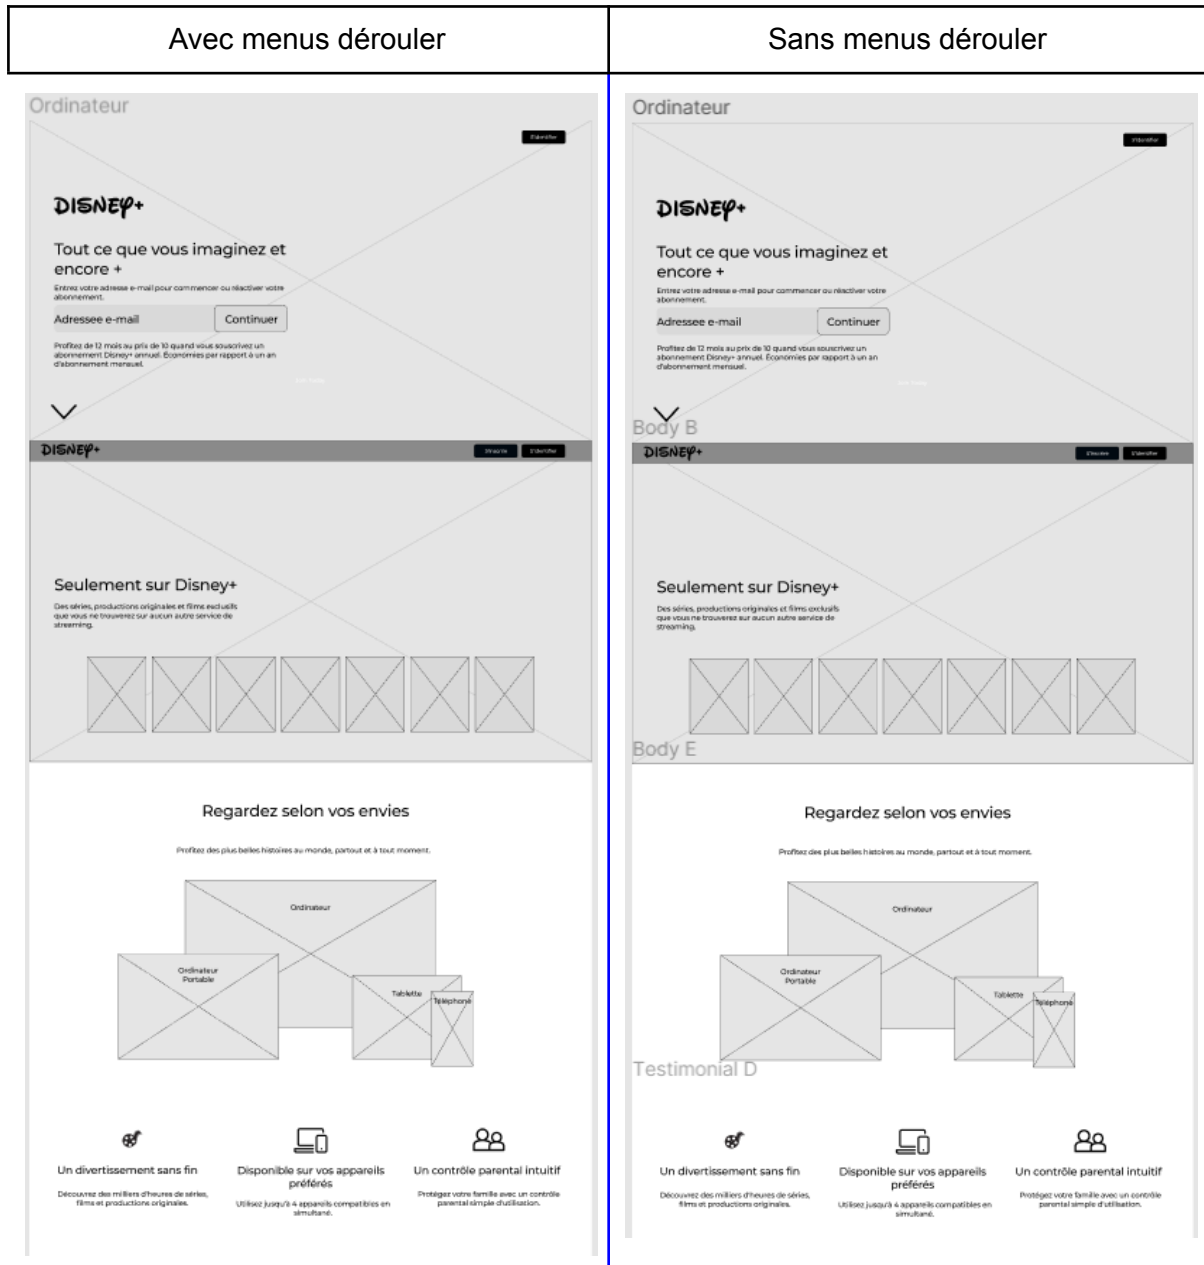 Avec menus dérouler
Sans menus dérouler
Ordinateur
S'identifier
DISNEY+
Tout ce que vous imaginez et
encore +
Entrez votre adresse e-mail pour commencer ou réactiver votre
abonnement.
Adressee e-mail
Continuer
Profitez de 12 mois au prix de 10 quand vous souscrivez un
abonnement Disney+ annuel. Économies par rapport à un an
d'abonnement mensuel.
DISNEY+
S'inscrire
S'identifier
Seulement sur Disney+
Des séries, productions originales et films exclusifs
que vous ne trouverez sur aucun autre service de
streaming.
Regardez selon vos envies
Profitez des plus belles histoires au monde, partout et à tout moment.
Ordinateur
Ordinateur
Portable
Tablette
Téléphone
Un divertissement sans fin
Découvrez des milliers d'heures de séries,
films et productions originales.
Disponible sur vos appareils
préférés
Utilisez jusqu'à 4 appareils compatibles en
simultané.
Un contrôle parental intuitif
Protégez votre famille avec un contrôle
parental simple d'utilisation.
Ordinateur
S'identifier
DISNEY+
Tout ce que vous imaginez et
encore +
Entrez votre adresse e-mail pour commencer ou réactiver votre
abonnement.
Adressee e-mail
Continuer
Profitez de 12 mois au prix de 10 quand vous souscrivez un
abonnement Disney+ annuel. Économies par rapport à un an
d'abonnement mensuel.
Body B
DISNEY+
S'inscrire
S'identifier
Seulement sur Disney+
Des séries, productions originales et films exclusifs
que vous ne trouverez sur aucun autre service de
streaming.
Body E
Regardez selon vos envies
Profitez des plus belles histoires au monde, partout et à tout moment.
Ordinateur
Ordinateur
Portable
Tablette
Téléphone
Testimonial D
Un divertissement sans fin
Découvrez des milliers d'heures de séries,
films et productions originales.
Disponible sur vos appareils
préférés
Utilisez jusqu'à 4 appareils compatibles en
simultané.
Un contrôle parental intuitif
Protégez votre famille avec un contrôle
parental simple d'utilisation.